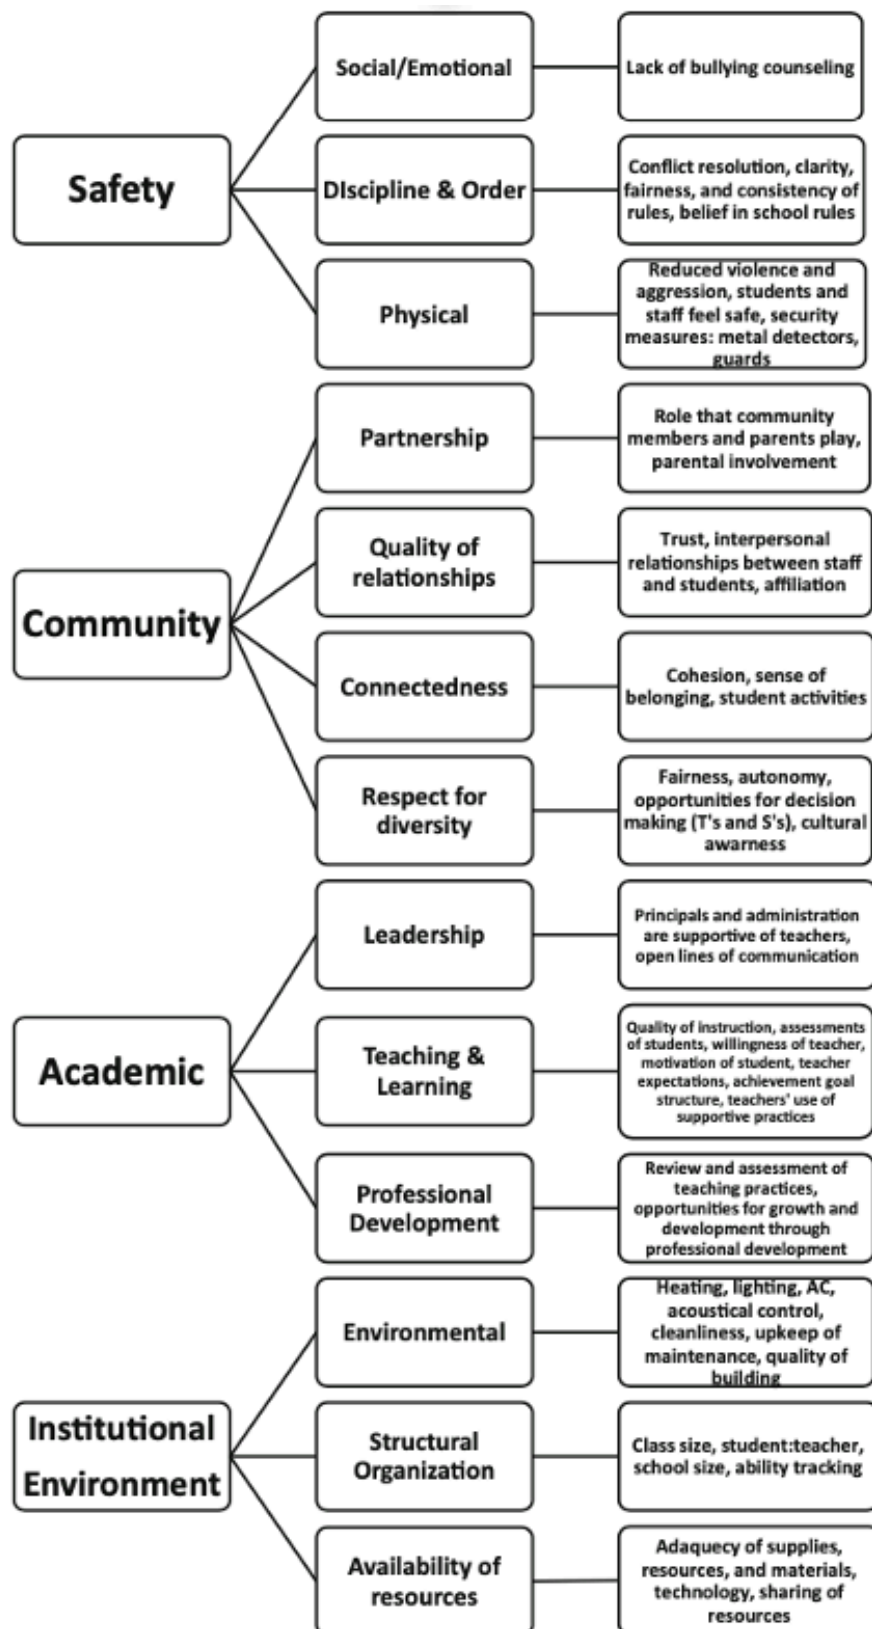 Safety
Social/Emotional
Lack of bullying counseling
DIscipline & Order
Conflict resolution, clarity,
fairness, and consistency of
rules, belief in school rules
Physical
Reduced violence and
aggression, students and
staff feel safe, security
measures: metal detectors,
guards
Community
Partnership
Role that community
members and parents play,
parental involvement
Quality of
relationships
Trust, interpersonal
relationships between staff
and students, affiliation
Connectedness
Cohesion, sense of
belonging, student activities
Respect for
diversity
Fairness, autonomy,
opportunities for decision
making (T's and S's), cultural
awarness
Academic
Leadership
Principals and administration
are supportive of teachers,
open lines of communication
Teaching &
Learning
Quality of instruction, assessments
of students, willingness of teacher,
motivation of student, teacher
expectations, achievement goal
structure, teachers' use of
supportive practices
Professional
Development
Review and assessment of
teaching practices,
opportunities for growth and
development through
professional development
Institutional
Environment
Environmental
Heating, lighting, AC,
acoustical control,
cleanliness, upkeep of
maintenance, quality of
building
Structural
Organization
Class size, student:teacher,
school size, ability tracking
Availability of
resources
Adaquecy of supplies,
resources, and materials,
technology, sharing of
resources